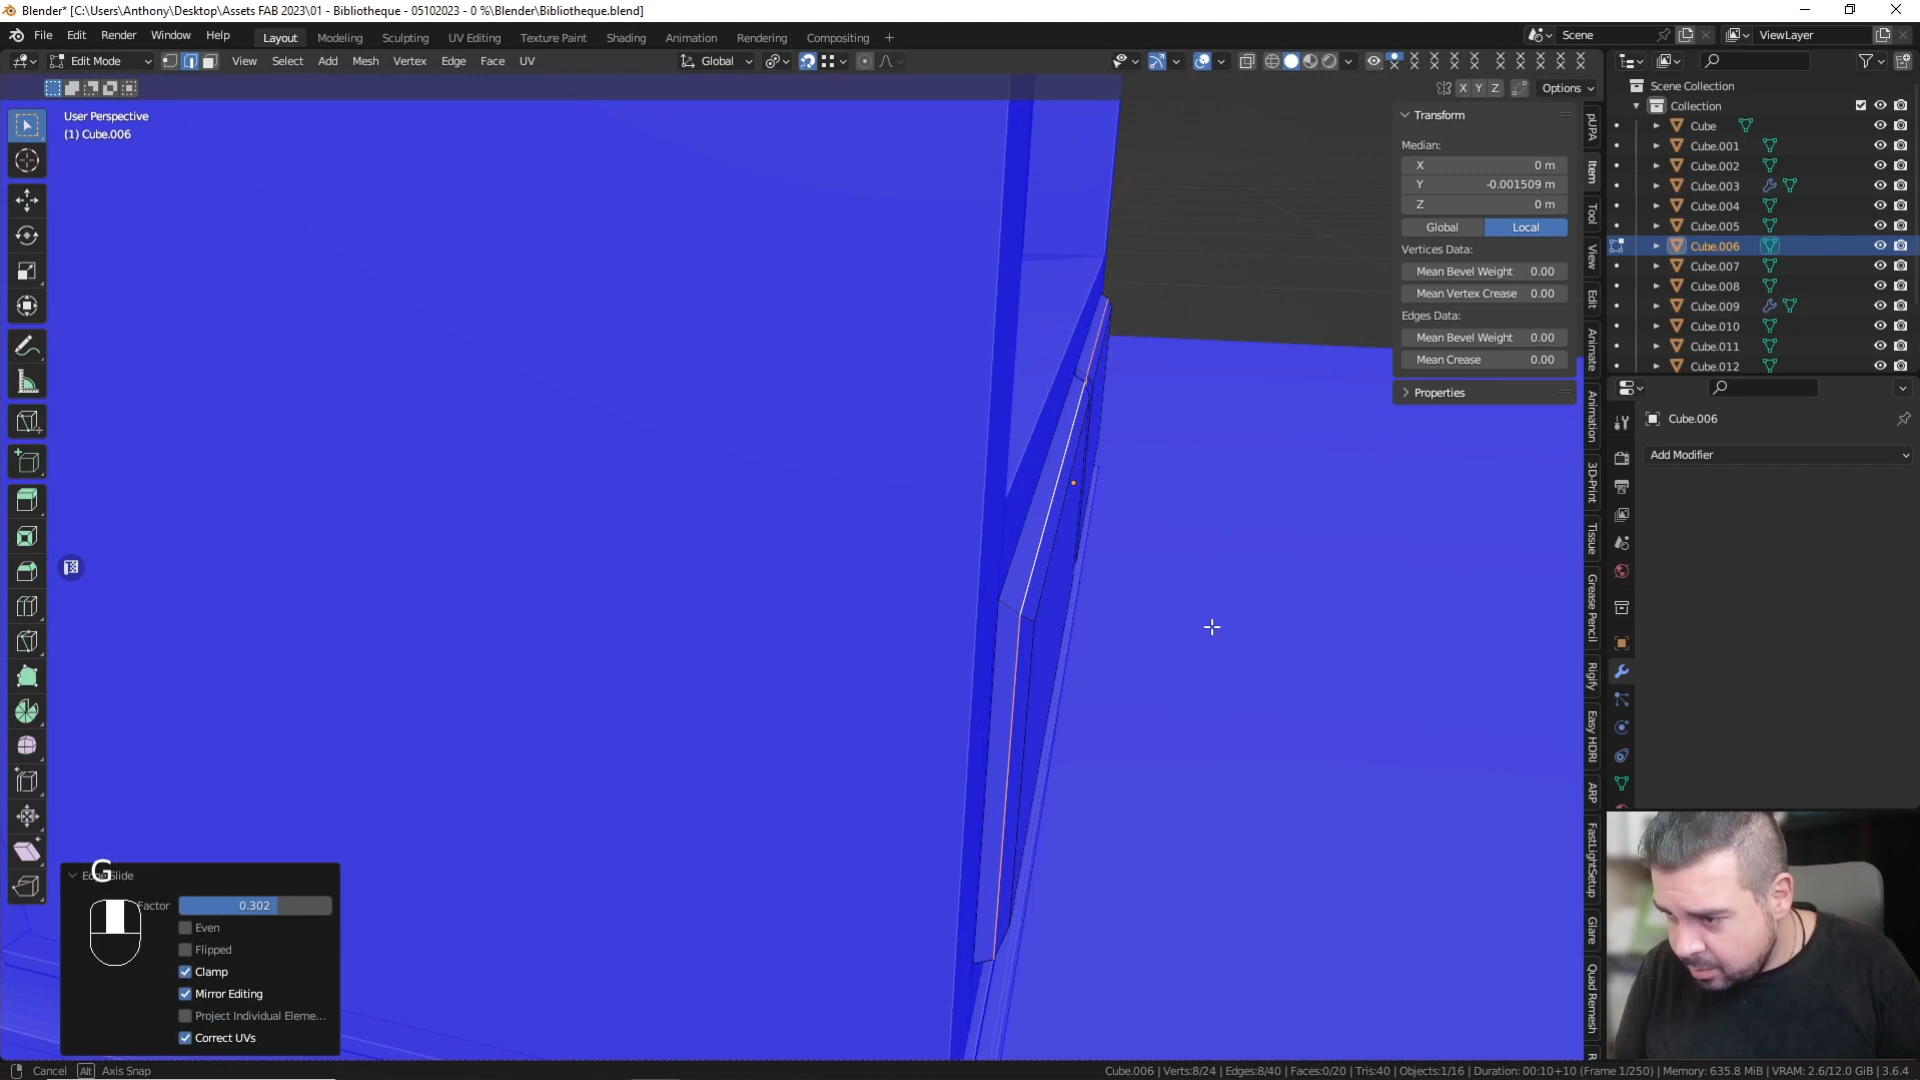 Blender* [C:\Users\Anthony\Desktop\Assets FAB 2023\01 - Bibliotheque - 05102023 - 0 %\Blender\Bibliotheque.blend]
File Edit Render Window Help Layout Modeling Sculpting UV Editing Texture Paint Shading Animation Rendering Compositing + Scene ViewLayer
Edit Mode View Select Add Mesh Vertex Edge Face UV Global
X Y Z Options
User Perspective
(1) Cube.006
Transform
Median:
X 0 m
Y -0.001509 m
Z 0 m
Global Local
Vertices Data:
Mean Bevel Weight 0.00
Mean Vertex Crease 0.00
Edges Data:
Mean Bevel Weight 0.00
Mean Crease 0.00
Properties
pUPA
Item
Tool
View
Edit
Animate
Animation
3D-Print
Tissue
Grease Pencil
Easy HDRI
Rigify
ARP
FastLightSetup
Glare
Quad Remesh
Scene Collection
Collection
Cube
Cube.001
Cube.002
Cube.003
Cube.004
Cube.005
Cube.006
Cube.007
Cube.008
Cube.009
Cube.010
Cube.011
Cube.012
Cube.006
Add Modifier
G
Slide
Factor 0.302
Even
Flipped
Clamp
Mirror Editing
Project Individual Eleme...
Correct UVs
Cancel Alt Axis Snap
Cube.006 | Verts:8/24 | Edges:8/40 | Faces:0/20 | Tris:40 | Objects:1/16 | Duration: 00:10+10 (Frame 1/250) | Memory: 635.8 MiB | VRAM: 2.6/12.0 GiB | 3.6.4